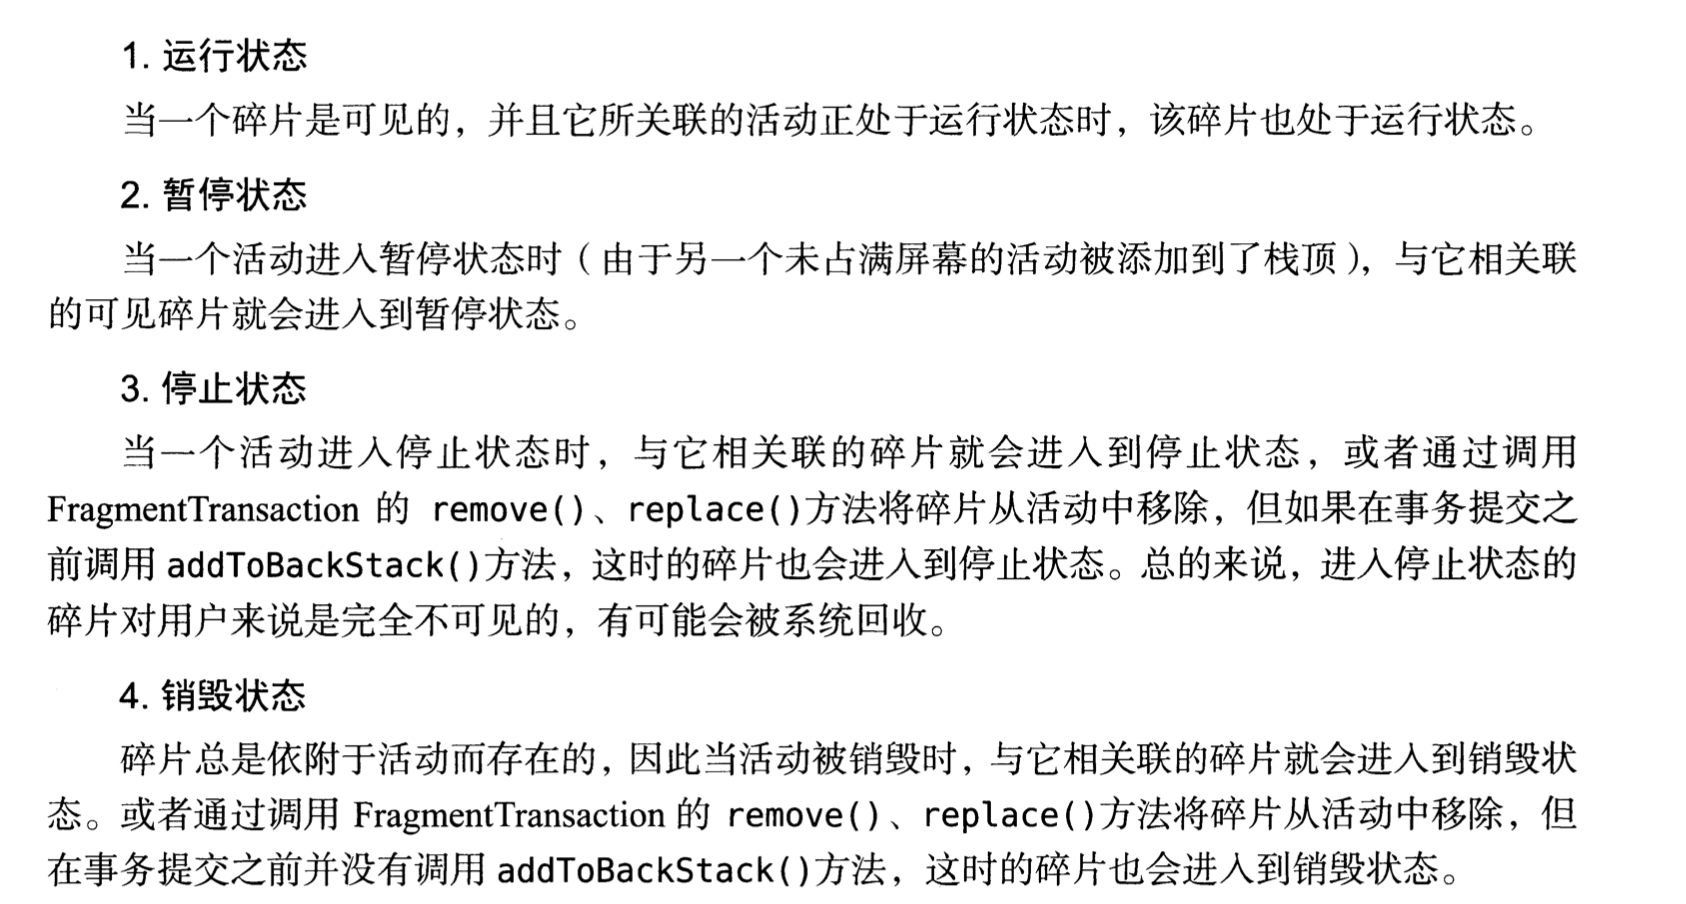 1. 运行状态
当一个碎片是可见的，并且它所关联的活动正处于运行状态时，该碎片也处于运行状态。
2. 暂停状态
当一个活动进入暂停状态时（由于另一个未占满屏幕的活动被添加到了栈顶），与它相关联
的可见碎片就会进入到暂停状态。
3. 停止状态
当一个活动进入停止状态时，与它相关联的碎片就会进入到停止状态，或者通过调用
FragmentTransaction 的 remove()、replace()方法将碎片从活动中移除，但如果在事务提交之
前调用 addToBackStack()方法，这时的碎片也会进入到停止状态。总的来说，进入停止状态的
碎片对用户来说是完全不可见的，有可能会被系统回收。
4. 销毁状态
碎片总是依附于活动而存在的，因此当活动被销毁时，与它相关联的碎片就会进入到销毁状
态。或者通过调用 FragmentTransaction 的 remove()、replace()方法将碎片从活动中移除，但
在事务提交之前并没有调用 addToBackStack()方法，这时的碎片也会进入到销毁状态。